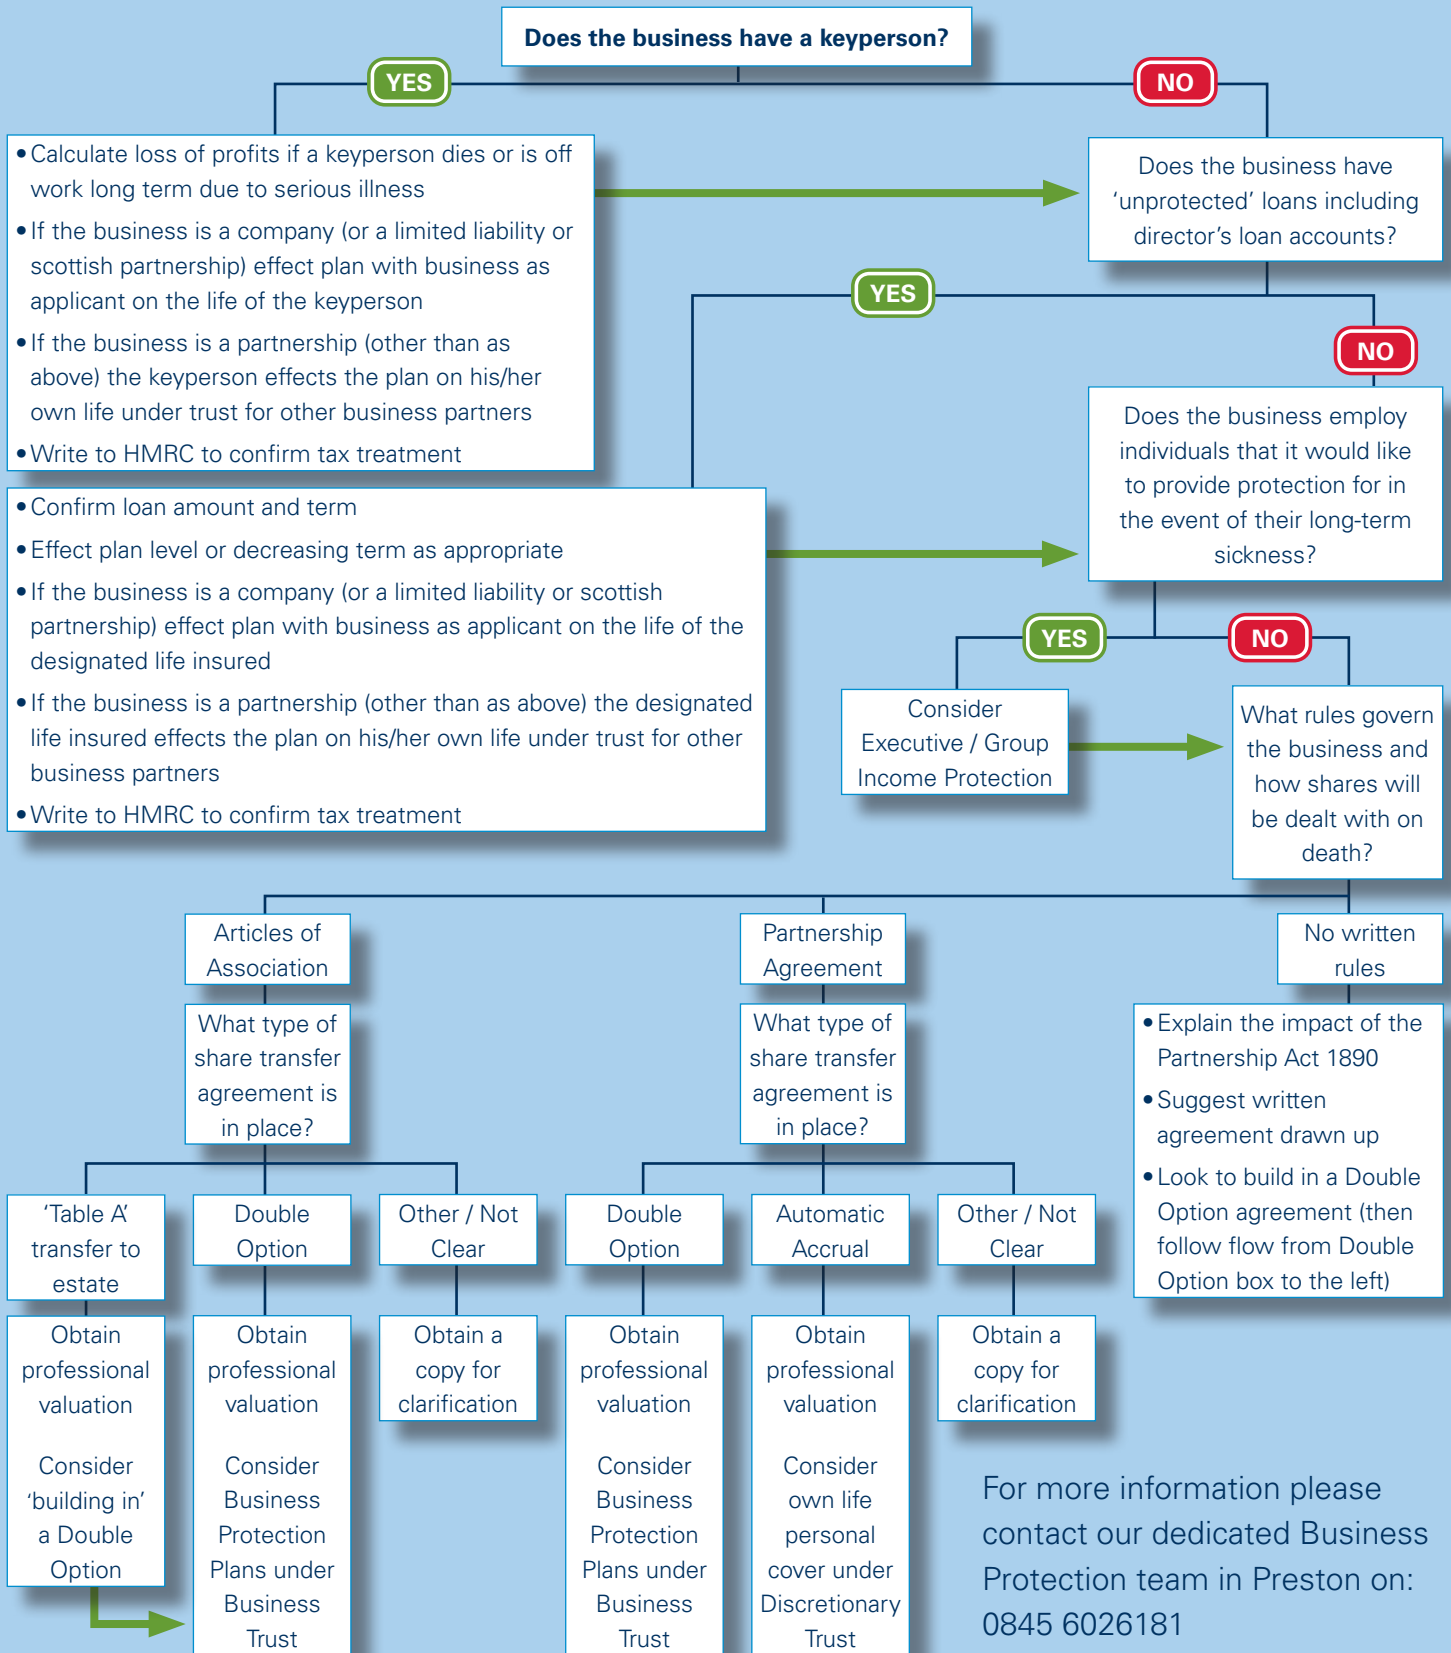 Does the business have a keyperson?
YES
NO
• Calculate loss of profits if a keyperson dies or is off
work long term due to serious illness
• If the business is a company (or a limited liability or
scottish partnership) effect plan with business as
applicant on the life of the keyperson
• If the business is a partnership (other than as
above) the keyperson effects the plan on his/her
own life under trust for other business partners
• Write to HMRC to confirm tax treatment
Does the business have
‘unprotected’ loans including
director’s loan accounts?
YES
NO
• Confirm loan amount and term
• Effect plan level or decreasing term as appropriate
• If the business is a company (or a limited liability or scottish
partnership) effect plan with business as applicant on the life of the
designated life insured
• If the business is a partnership (other than as above) the designated
life insured effects the plan on his/her own life under trust for other
business partners
• Write to HMRC to confirm tax treatment
Does the business employ
individuals that it would like
to provide protection for in
the event of their long-term
sickness?
YES
NO
Consider
Executive / Group
Income Protection
What rules govern
the business and
how shares will
be dealt with on
death?
Articles of
Association
Partnership
Agreement
No written
rules
What type of
share transfer
agreement is
in place?
What type of
share transfer
agreement is
in place?
• Explain the impact of the
Partnership Act 1890
• Suggest written
agreement drawn up
• Look to build in a Double
Option agreement (then
follow flow from Double
Option box to the left)
‘Table A’
transfer to
estate
Double
Option
Other / Not
Clear
Double
Option
Automatic
Accrual
Other / Not
Clear
Obtain
professional
valuation
Consider
‘building in’
a Double
Option
Obtain
professional
valuation
Consider
Business
Protection
Plans under
Business
Trust
Obtain a
copy for
clarification
Obtain
professional
valuation
Consider
Business
Protection
Plans under
Business
Trust
Obtain
professional
valuation
Consider
own life
personal
cover under
Discretionary
Trust
Obtain a
copy for
clarification
For more information please
contact our dedicated Business
Protection team in Preston on:
0845 6026181